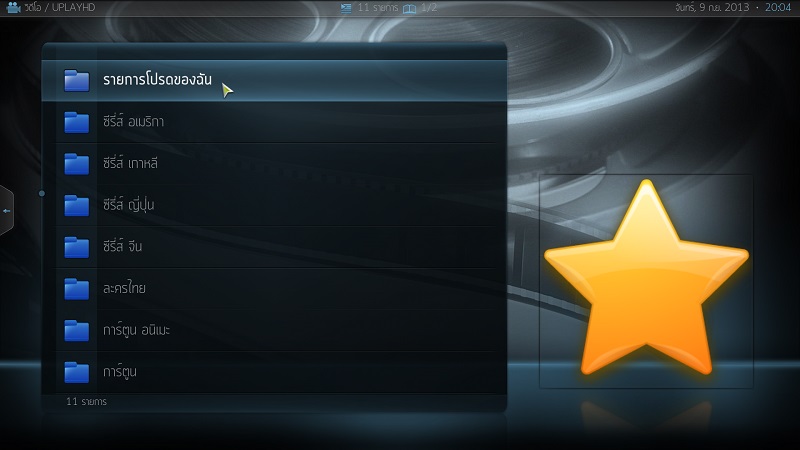 วิดีโอ / UPLAYHD
11 รายการ 1/2
จันทร์, 9 ก.ย. 2013 • 20:04
รายการโปรดของฉัน
ซีรี่ส์ อเมริกา
ซีรี่ส์ เกาหลี
ซีรี่ส์ ญี่ปุ่น
ซีรี่ส์ จีน
ละครไทย
การ์ตูน อนิเมะ
การ์ตูน
11 รายการ